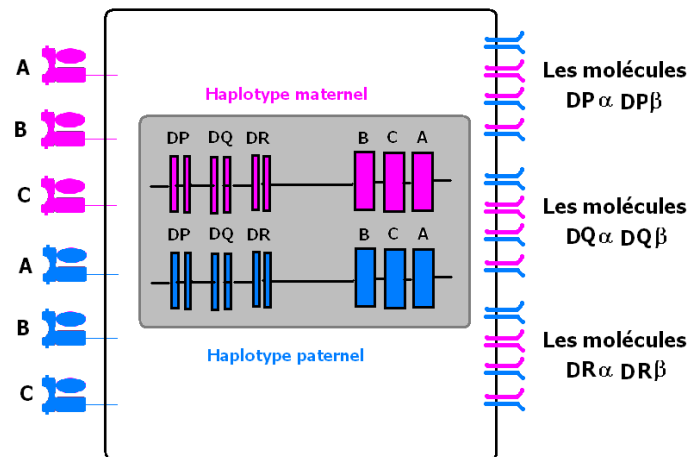 A
B
C
A
B
C
Haplotype maternel
DP DQ DR B C A
DP DQ DR B C A
Haplotype paternel
Les molécules
DPα DPβ
Les molécules
DQα DQβ
Les molécules
DRα DRβ